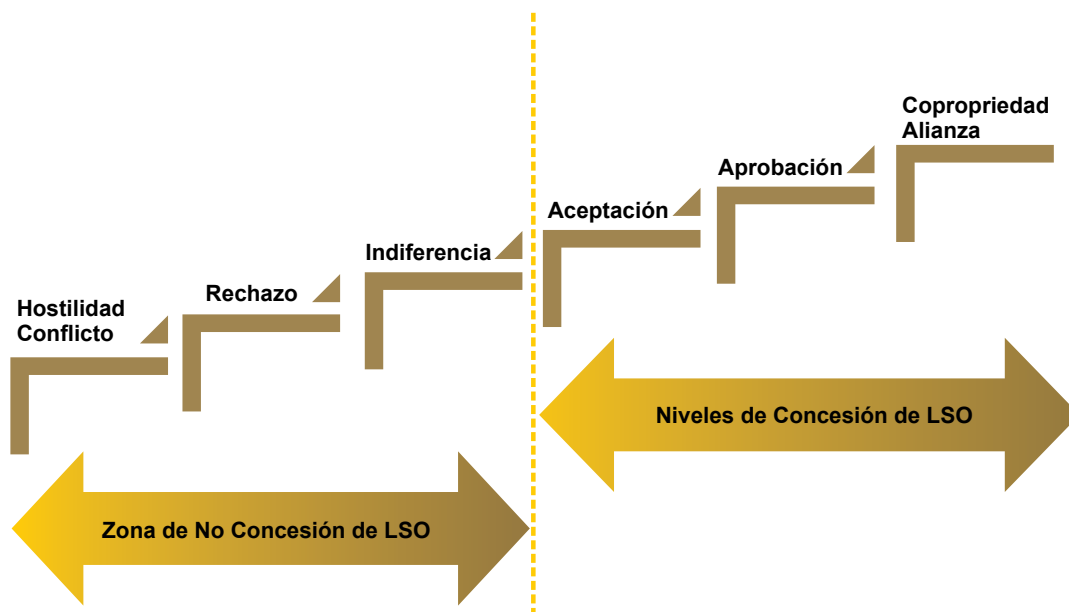 Hostilidad
Conflicto
Rechazo
Indiferencia
Aceptación
Aprobación
Copropriedad
Alianza
Zona de No Concesión de LSO
Niveles de Concesión de LSO